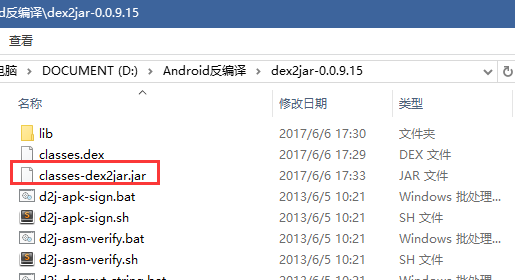 id反编译\dex2jar-0.0.9.15
查看
电脑 > DOCUMENT (D:) > Android反编译 > dex2jar-0.0.9.15
名称 修改日期 类型
lib 2017/6/6 17:30 文件夹
classes.dex 2017/6/6 17:29 DEX 文件
classes-dex2jar.jar 2017/6/6 17:33 JAR 文件
d2j-apk-sign.bat 2013/6/5 10:21 Windows 批处理...
d2j-apk-sign.sh 2013/6/5 10:21 SH 文件
d2j-asm-verify.bat 2013/6/5 10:21 Windows 批处理...
d2j-asm-verify.sh 2013/6/5 10:21 SH 文件
d2j-decrypt-string.bat 2013/6/5 10:21 Windows 批处理...